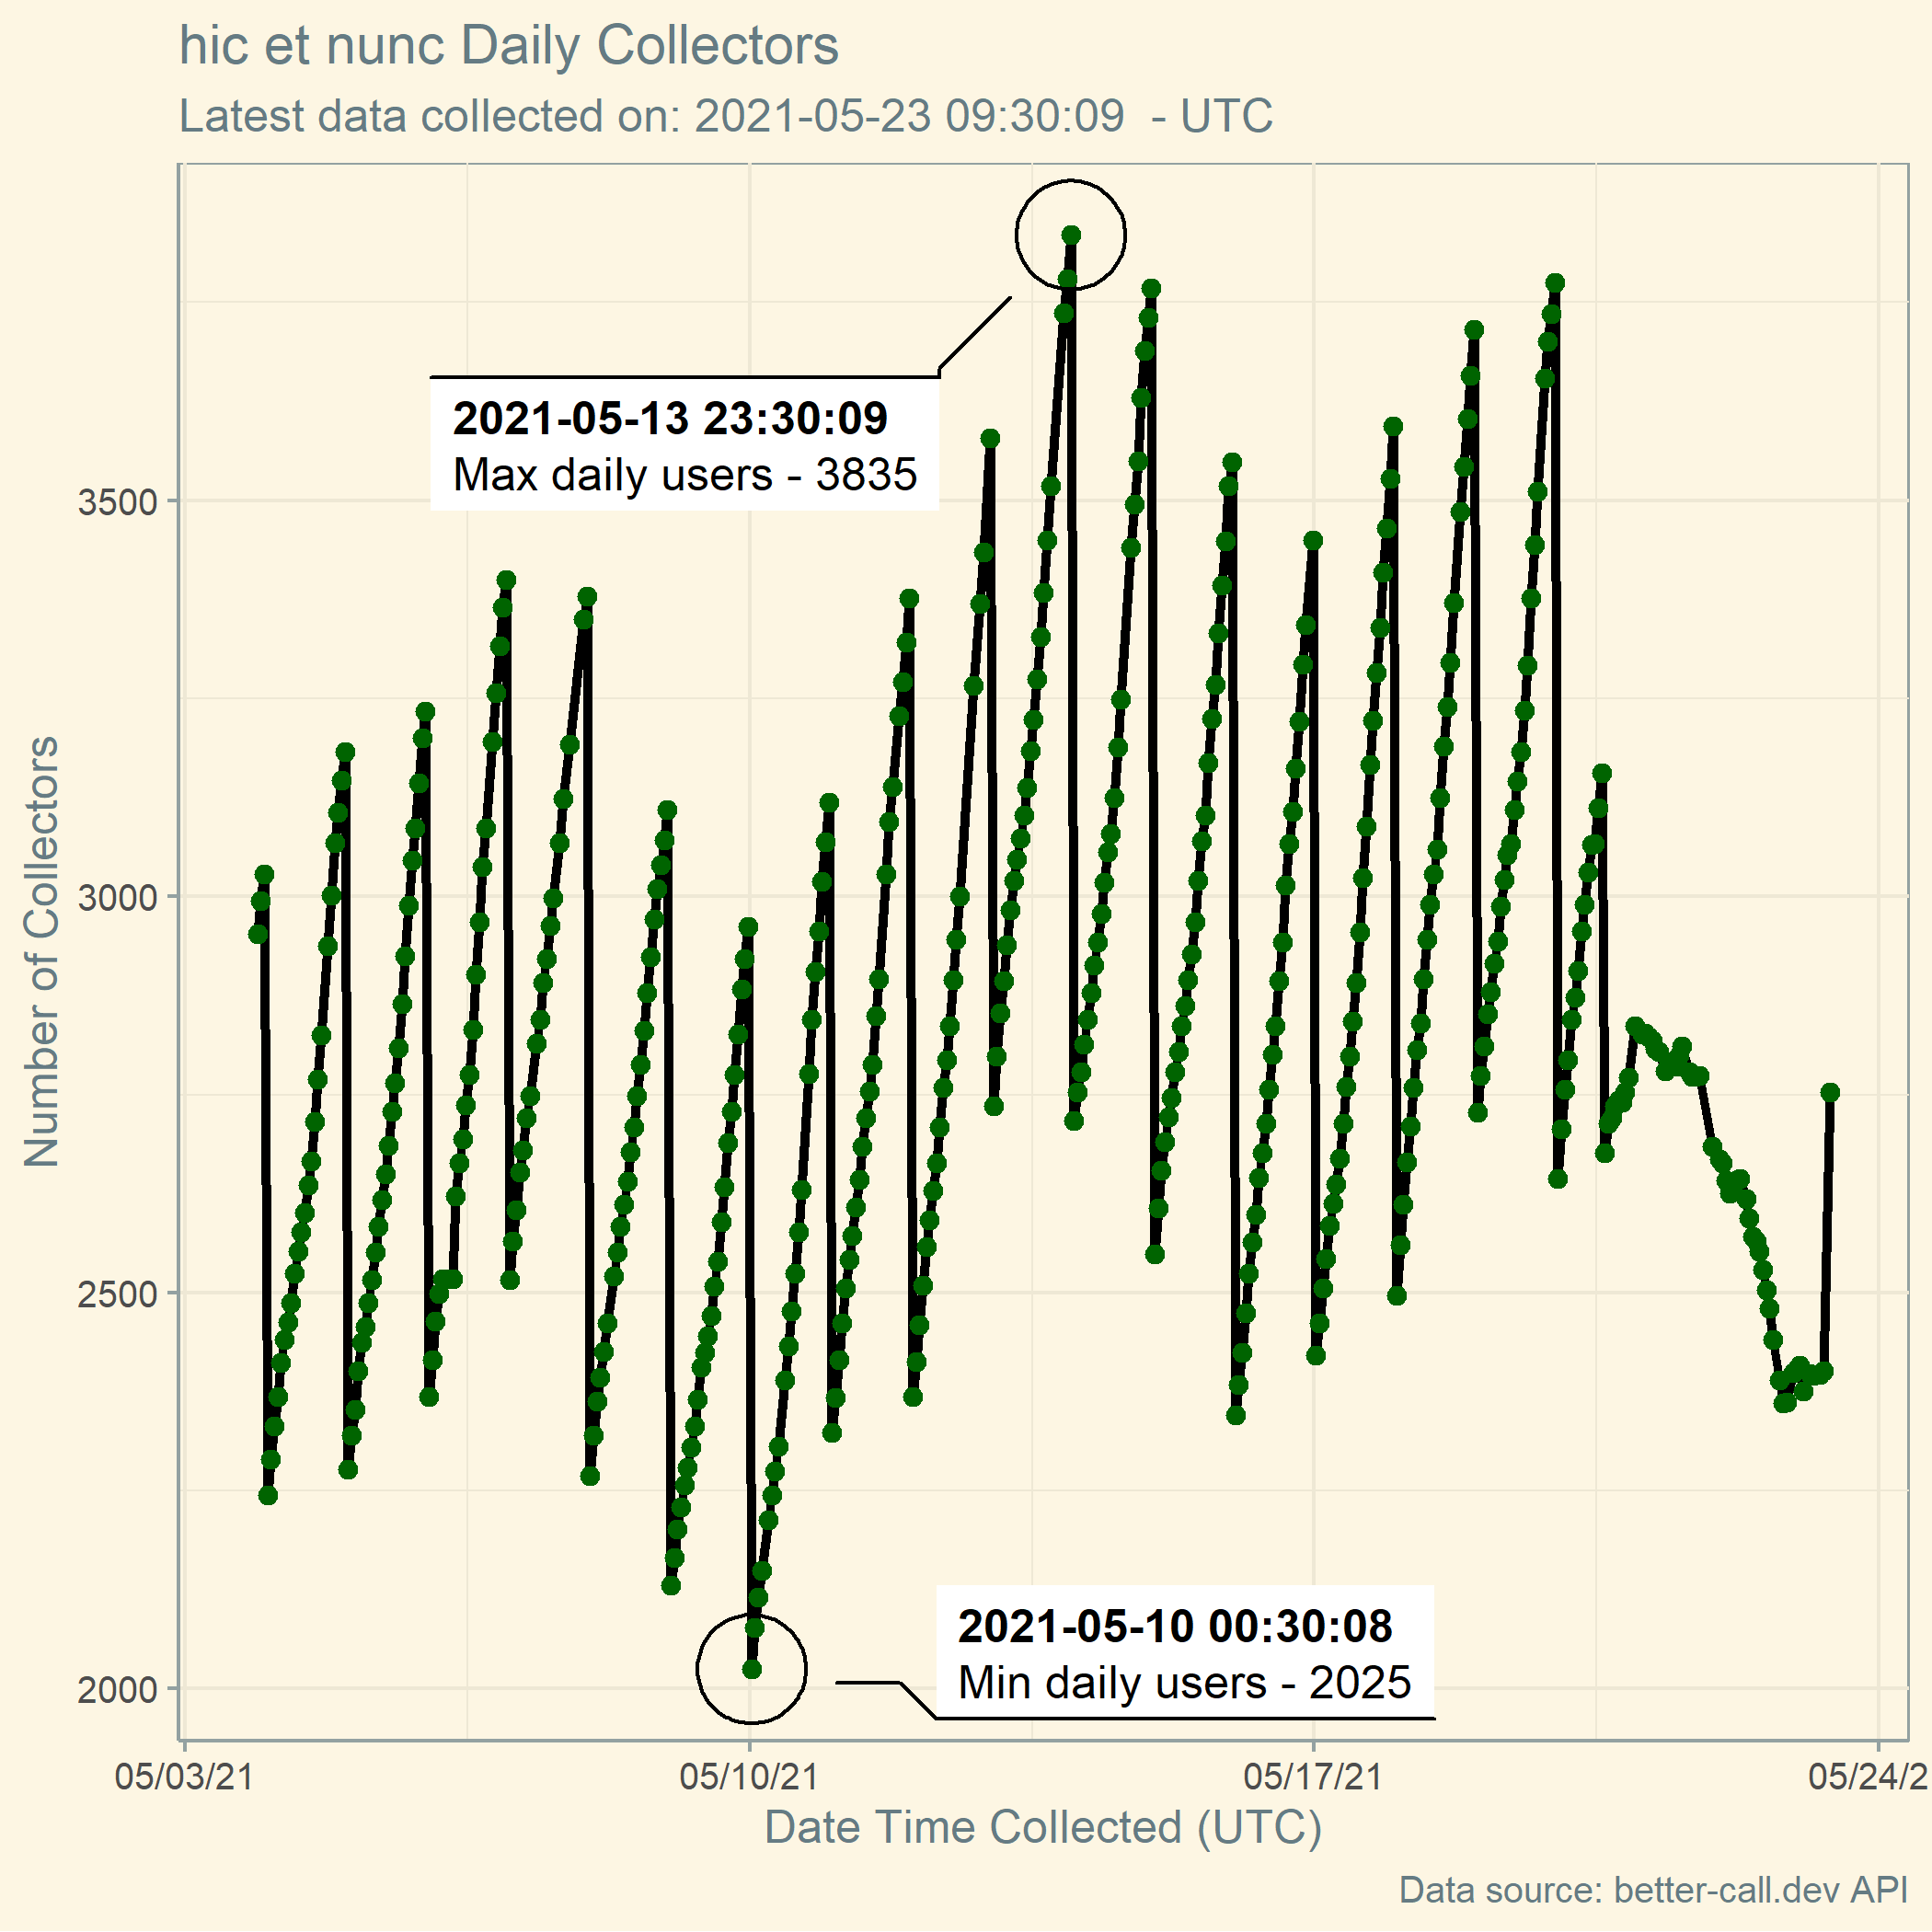 hic et nunc Daily Collectors
Latest data collected on: 2021-05-23 09:30:09  - UTC
2021-05-13 23:30:09
Max daily users - 3835
3500
3000
2500
2000
Number of Collectors
2021-05-10 00:30:08
Min daily users - 2025
05/03/21
05/10/21
05/17/21
05/24/2
Date Time Collected (UTC)
Data source: better-call.dev API